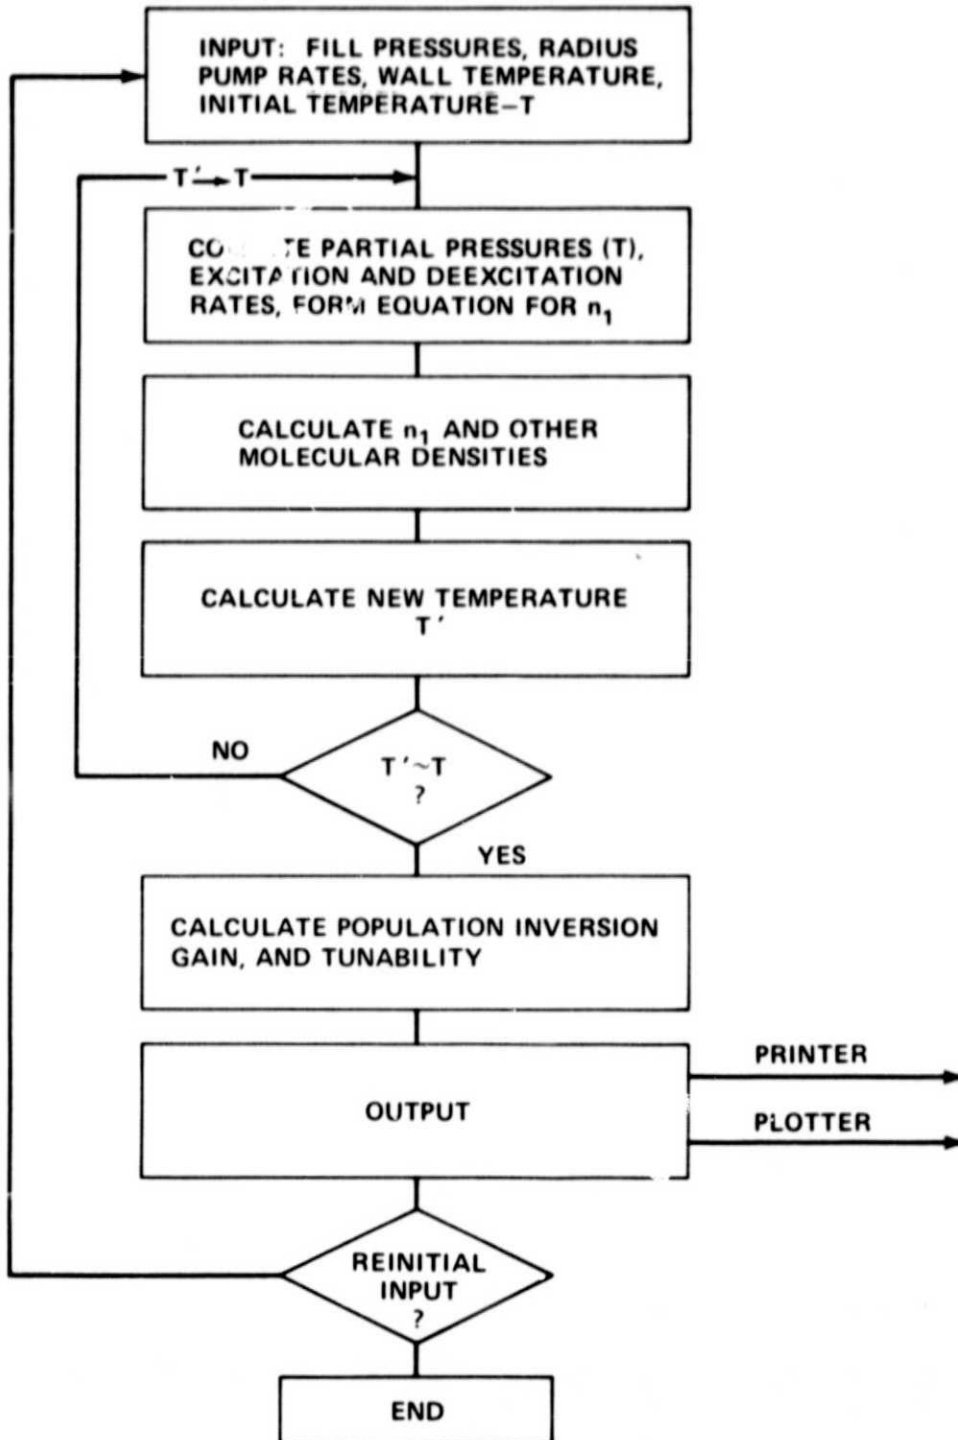 INPUT: FILL PRESSURES, RADIUS
PUMP RATES, WALL TEMPERATURE,
INITIAL TEMPERATURE–T
T′→T
PARTIAL PRESSURES (T),
EXCITATION AND DEEXCITATION
RATES, FORM EQUATION FOR n₁
CALCULATE n₁ AND OTHER
MOLECULAR DENSITIES
CALCULATE NEW TEMPERATURE
T′
NO
T′~T
?
YES
CALCULATE POPULATION INVERSION
GAIN, AND TUNABILITY
PRINTER
OUTPUT
PLOTTER
REINITIAL
INPUT
?
END